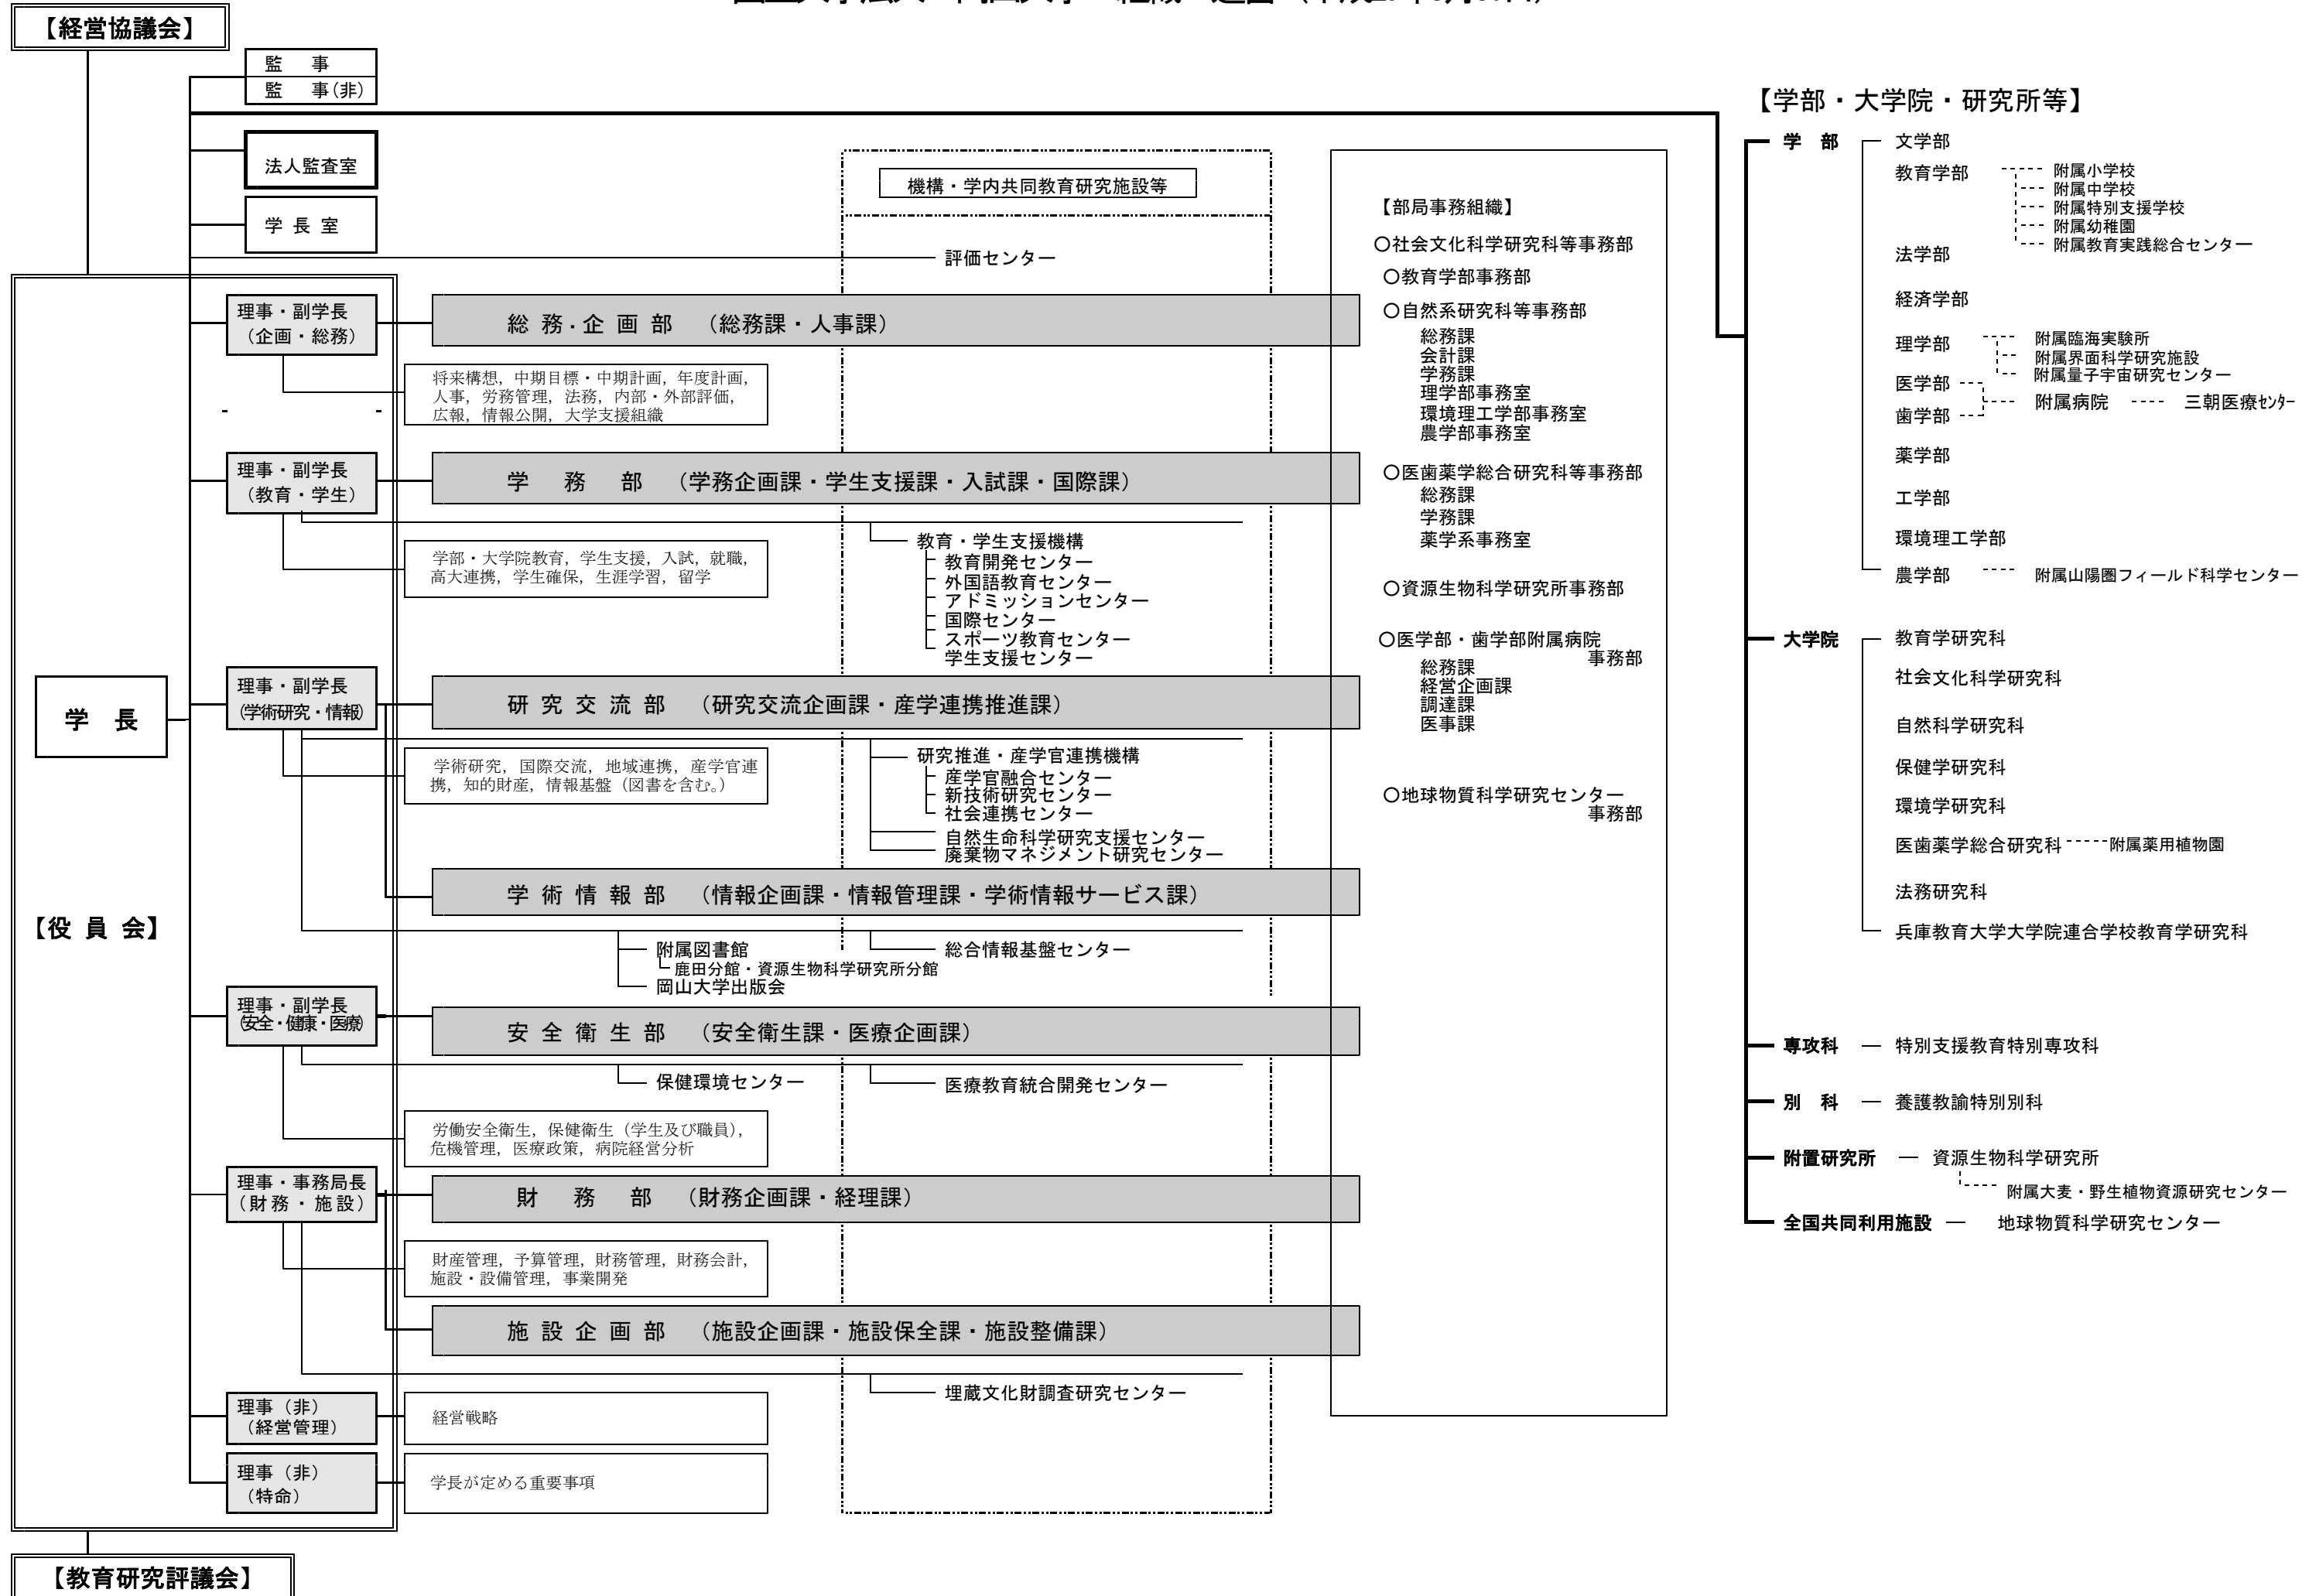 【経営協議会】
監　事
監　事(非)
法人監査室
学 長 室
機構・学内共同教育研究施設等
評価センター
理事・副学長
（企画・総務）
総 務．企 画 部　（総務課・人事課）
将来構想，中期目標・中期計画，年度計画，
人事，労務管理，法務，内部・外部評価，
広報，情報公開，大学支援組織
理事・副学長
（教育・学生）
学　務　部　（学務企画課・学生支援課・入試課・国際課）
学部・大学院教育，学生支援，入試，就職，
高大連携，学生確保，生涯学習，留学
教育・学生支援機構
教育開発センター
外国語教育センター
アドミッションセンター
国際センター
スポーツ教育センター
学生支援センター
学　長
【役 員 会】
理事・副学長
（学術研究・情報）
研 究 交 流 部　（研究交流企画課・産学連携推進課）
学術研究，国際交流，地域連携，産学官連
携，知的財産，情報基盤（図書を含む。）
研究推進・産学官連携機構
産学官融合センター
新技術研究センター
社会連携センター
自然生命科学研究支援センター
廃棄物マネジメント研究センター
学 術 情 報 部　（情報企画課・情報管理課・学術情報サービス課）
附属図書館
鹿田分館・資源生物科学研究所分館
岡山大学出版会
総合情報基盤センター
理事・副学長
（安全・健康・医療）
安 全 衛 生 部　（安全衛生課・医療企画課）
保健環境センター
医療教育統合開発センター
労働安全衛生，保健衛生（学生及び職員），
危機管理，医療政策，病院経営分析
理事・事務局長
（財務・施設）
財　務　部　（財務企画課・経理課）
財産管理，予算管理，財務管理，財務会計，
施設・設備管理，事業開発
施 設 企 画 部　（施設企画課・施設保全課・施設整備課）
埋蔵文化財調査研究センター
理事（非）
（経営管理）
経営戦略
理事（非）
（特命）
学長が定める重要事項
【教育研究評議会】
【部局事務組織】
○社会文化科学研究科等事務部
○教育学部事務部
○自然系研究科等事務部
総務課
会計課
学務課
理学部事務室
環境理工学部事務室
農学部事務室
○医歯薬学総合研究科等事務部
総務課
学務課
薬学系事務室
○資源生物科学研究所事務部
○医学部・歯学部附属病院
事務部
総務課
経営企画課
調達課
医事課
○地球物質科学研究センター
事務部
【学部・大学院・研究所等】
学　部
文学部
教育学部
附属小学校
附属中学校
附属特別支援学校
附属幼稚園
附属教育実践総合センター
法学部
経済学部
理学部
附属臨海実験所
附属界面科学研究施設
附属量子宇宙研究センター
医学部
歯学部
附属病院
三朝医療ｾﾝﾀｰ
薬学部
工学部
環境理工学部
農学部
附属山陽圏フィールド科学センター
大学院
教育学研究科
社会文化科学研究科
自然科学研究科
保健学研究科
環境学研究科
医歯薬学総合研究科
附属薬用植物園
法務研究科
兵庫教育大学大学院連合学校教育学研究科
専攻科
特別支援教育特別専攻科
別　科
養護教諭特別別科
附置研究所
資源生物科学研究所
附属大麦・野生植物資源研究センター
全国共同利用施設
地球物質科学研究センター